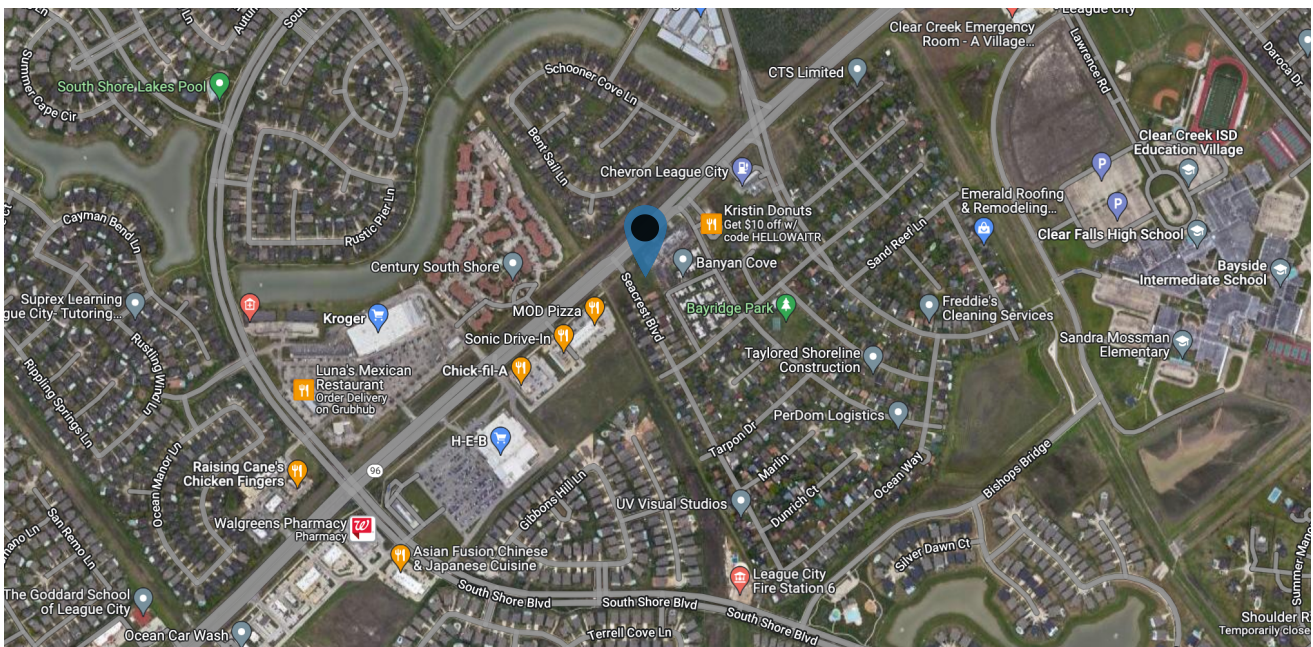 League City
Clear Creek Emergency
Room - A Village...
Autu
South
Summer Cape Cir
South Shore Lakes Pool
Schooner Cove Ln
CTS Limited
Lawrence Rd
Daroca Dr
Bent Sail Ln
Clear Creek ISD
Education Village
P
Chevron League City
Rustic Pier Ln
Kristin Donuts
Get $10 off w/
code HELLOWAITR
Emerald Roofing
& Remodeling...
P
Cayman Bend Ln
Sand Reef Ln
Clear Falls High School
Century South Shore
Banyan Cove
Bayside
Intermediate School
Suprex Learning
gue City- Tutoring...
Kroger
MOD Pizza
Seacrest Blvd
Bayridge Park
Freddie's
Cleaning Services
Sonic Drive-In
Rustling Wind Ln
Sandra Mossman
Elementary
Taylored Shoreline
Construction
Chick-fil-A
Luna's Mexican
Restaurant
Order Delivery
on Grubhub
Rippling Springs Ln
PerDom Logistics
H-E-B
Tarpon Dr
Marlin
Ocean Manor Ln
Raising Cane's
Chicken Fingers
96
Ocean Way
Bishops Bridge
Gibbons Hill Ln
UV Visual Studios
Dunrich Ct
San Remo Ln
Walgreens Pharmacy
Pharmacy
W
Asian Fusion Chinese
& Japanese Cuisine
Silver Dawn Ct
League City
Fire Station 6
The Goddard School
of League City
South Shore Blvd
South Shore Blvd
South Shore Blvd
Summer Man
Shoulder R
Temporarily close
Ocean Car Wash
Terrell Cove Ln